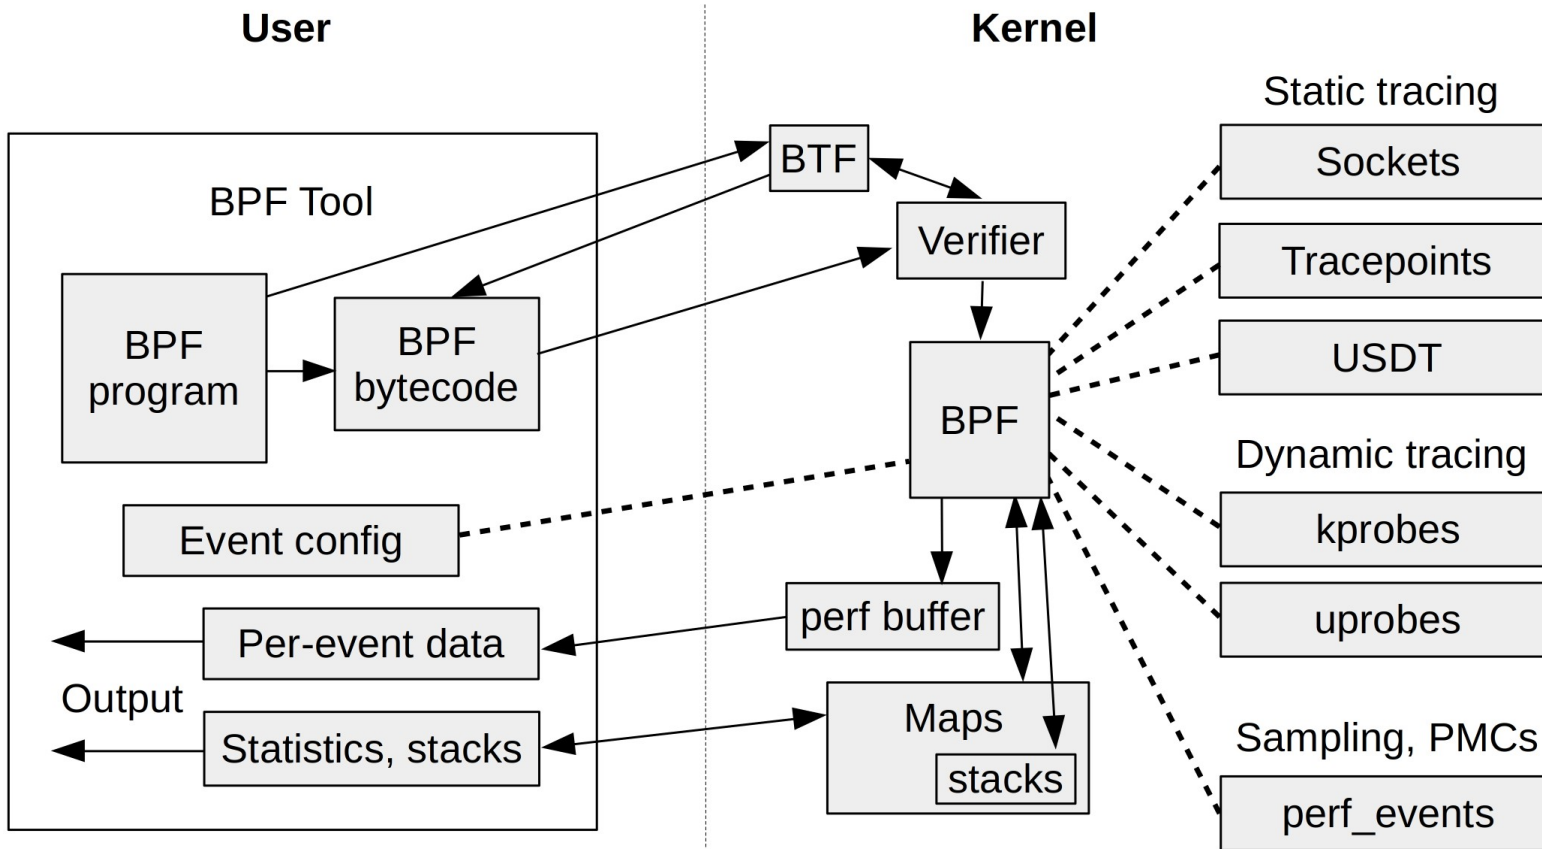 User
Kernel
BPF Tool
BPF
program
BPF
bytecode
Event config
Per-event data
Output
Statistics, stacks
BTF
Verifier
BPF
perf buffer
Maps
stacks
Static tracing
Sockets
Tracepoints
USDT
Dynamic tracing
kprobes
uprobes
Sampling, PMCs
perf_events